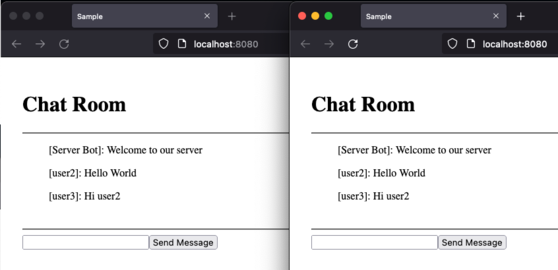 Sample
localhost:8080
Chat Room
[Server Bot]: Welcome to our server
[user2]: Hello World
[user3]: Hi user2
Send Message
Sample
localhost:8080
Chat Room
[Server Bot]: Welcome to our server
[user2]: Hello World
[user3]: Hi user2
Send Message